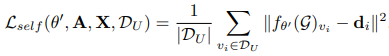 $\mathcal{L}_{self}(\theta', \mathbf{A}, \mathbf{X}, \mathcal{D}_U) = \frac{1}{|\mathcal{D}_U|} \sum_{v_i \in \mathcal{D}_U} \| f_{\theta'}(\mathcal{G})_{v_i} - \mathbf{d}_i \|^2$